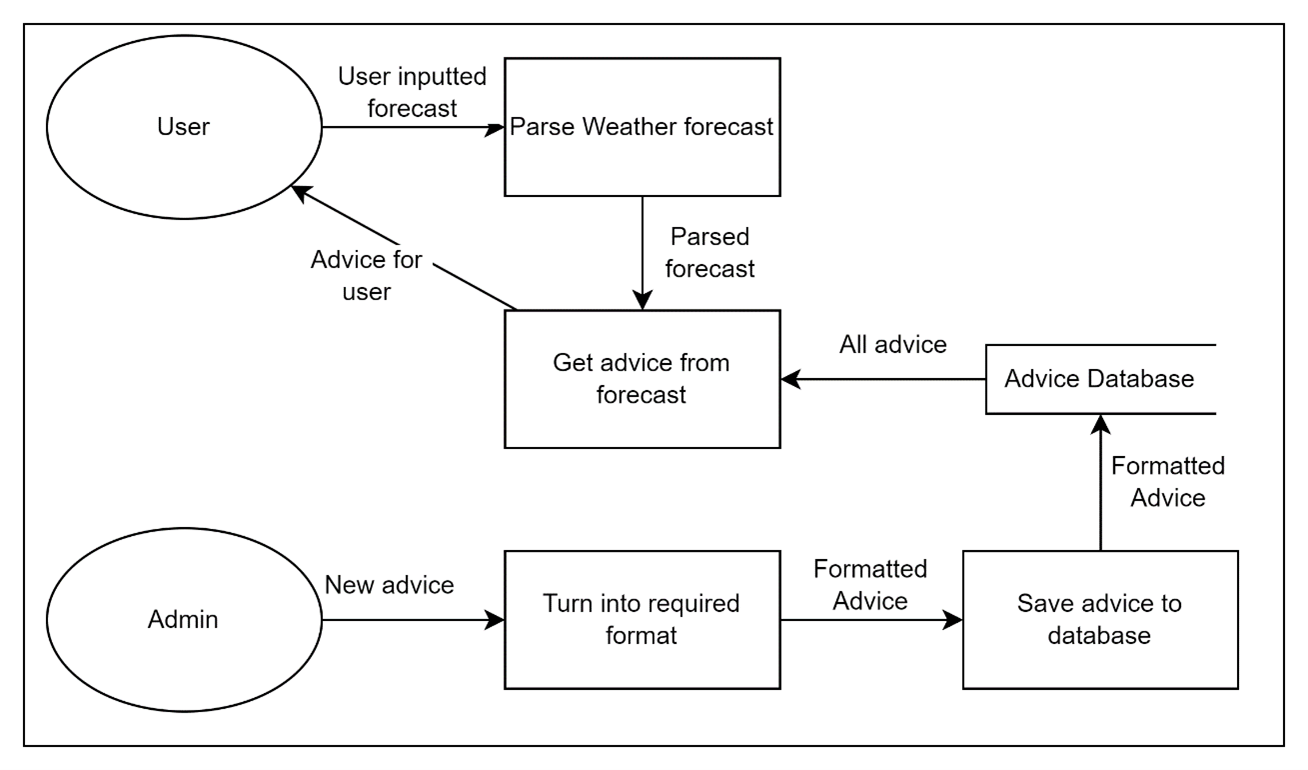 User
User inputted
forecast
Parse Weather forecast
Parsed
forecast
Advice for
user
Get advice from
forecast
All advice
Advice Database
Formatted
Advice
Admin
New advice
Turn into required
format
Formatted
Advice
Save advice to
database